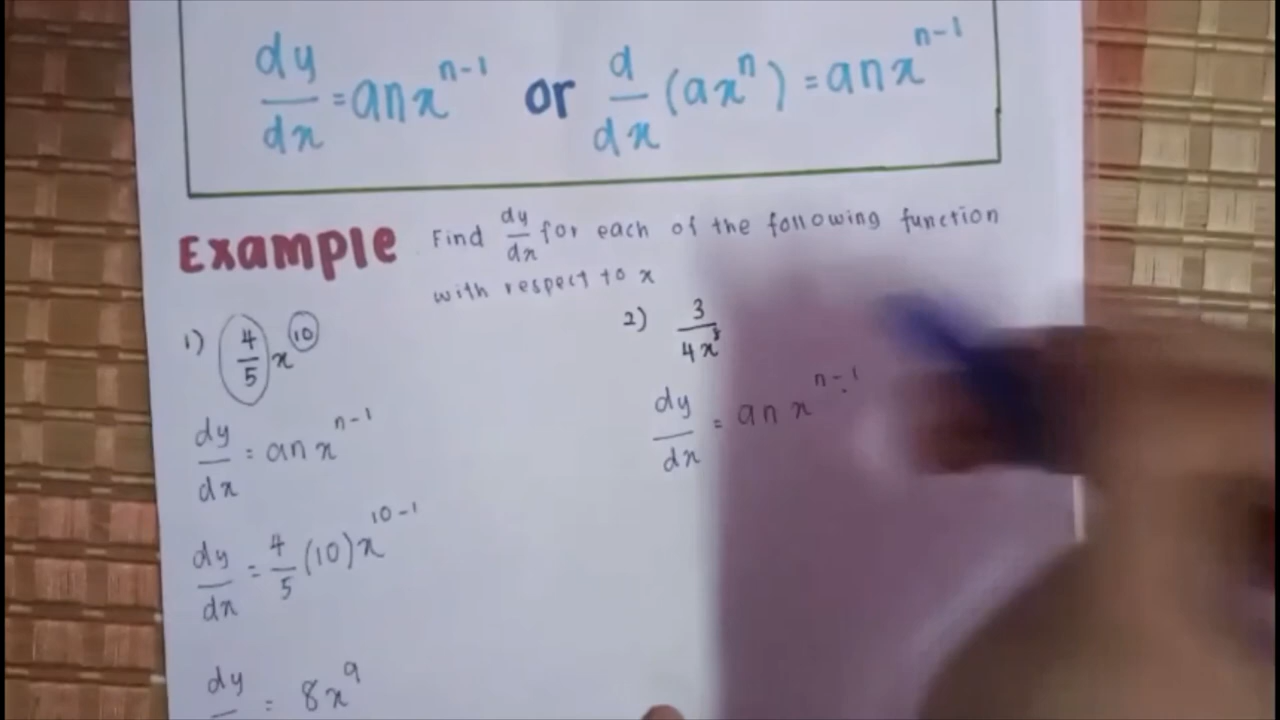 dy/dx = anx^(n-1) or d/dx (ax^n) = anx^(n-1)
Example Find dy/dx for each of the following function
with respect to x
1) 4/5 x^10
dy/dx = anx^(n-1)
dy/dx = 4/5 (10)x^(10-1)
dy = 8x^9
2) 3/(4x^8)
dy/dx = anx^(n-1)